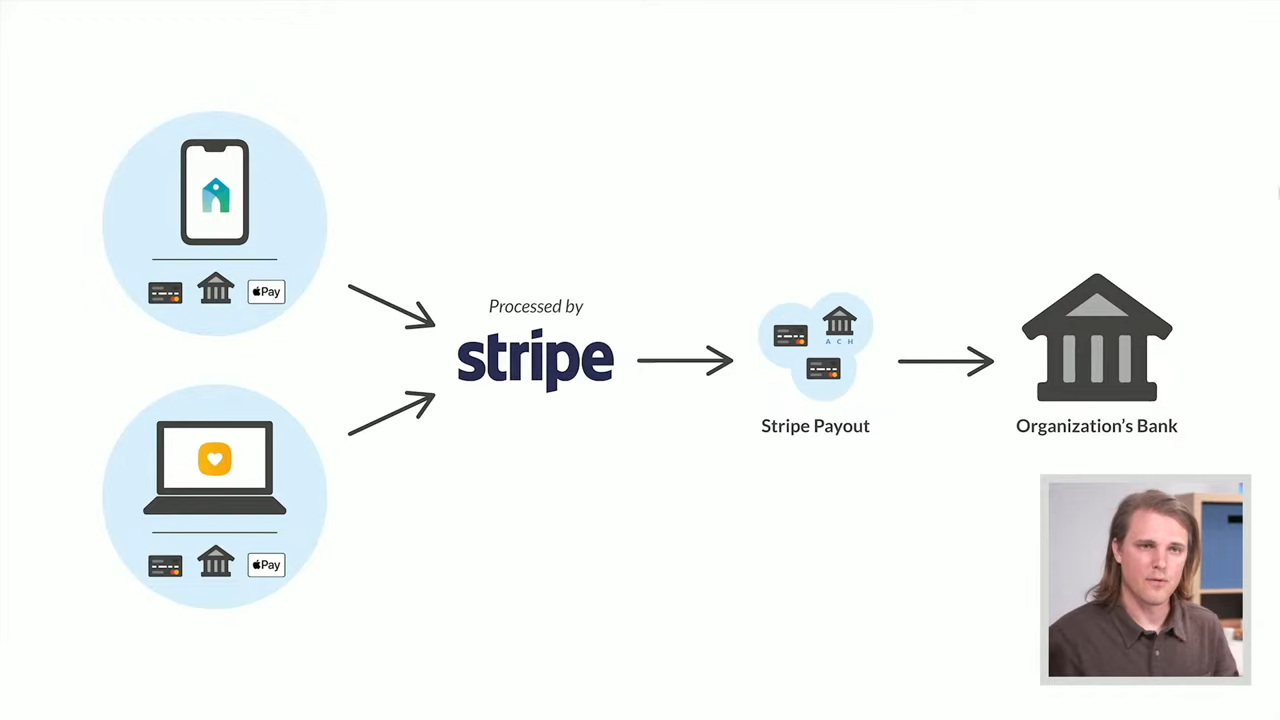 Pay
Processed by
stripe
A C H
Stripe Payout
Organization's Bank
Pay